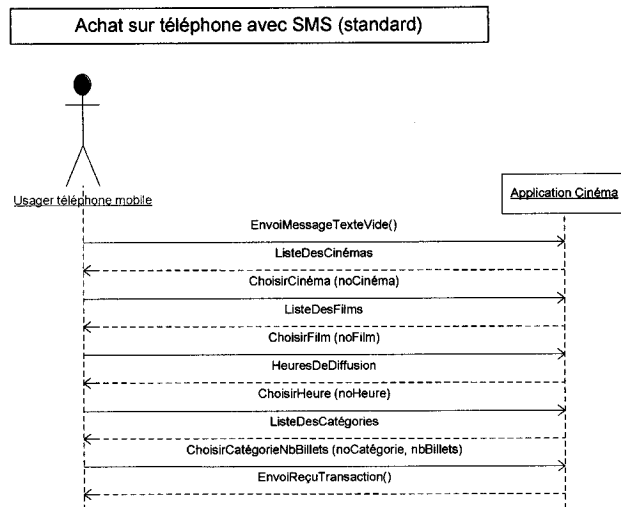 Achat sur téléphone avec SMS (standard)
Usager téléphone mobile
Application Cinéma
EnvoiMessageTexteVide()
ListeDesCinémas
ChoisirCinéma (noCinéma)
ListeDesFilms
ChoisirFilm (noFilm)
HeuresDeDiffusion
ChoisirHeure (noHeure)
ListeDesCatégories
ChoisirCatégorieNbBillets (noCatégorie, nbBillets)
EnvoiReçuTransaction()